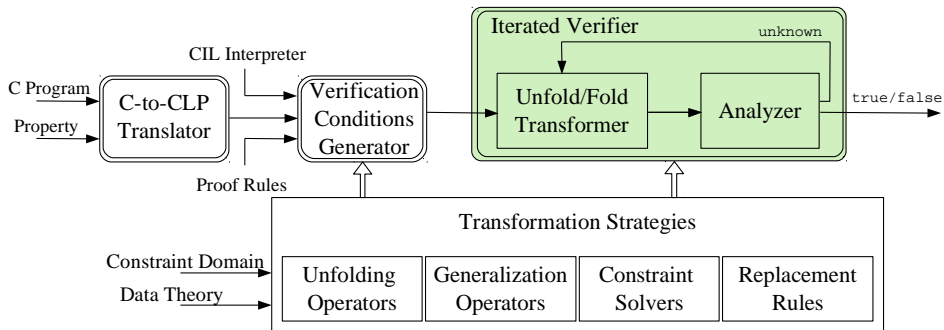 Iterated Verifier
unknown
CIL Interpreter
C Program
Property
C-to-CLP
Translator
Verification
Conditions
Generator
Unfold/Fold
Transformer
Analyzer
true/false
Proof Rules
Transformation Strategies
Constraint Domain
Data Theory
Unfolding
Operators
Generalization
Operators
Constraint
Solvers
Replacement
Rules